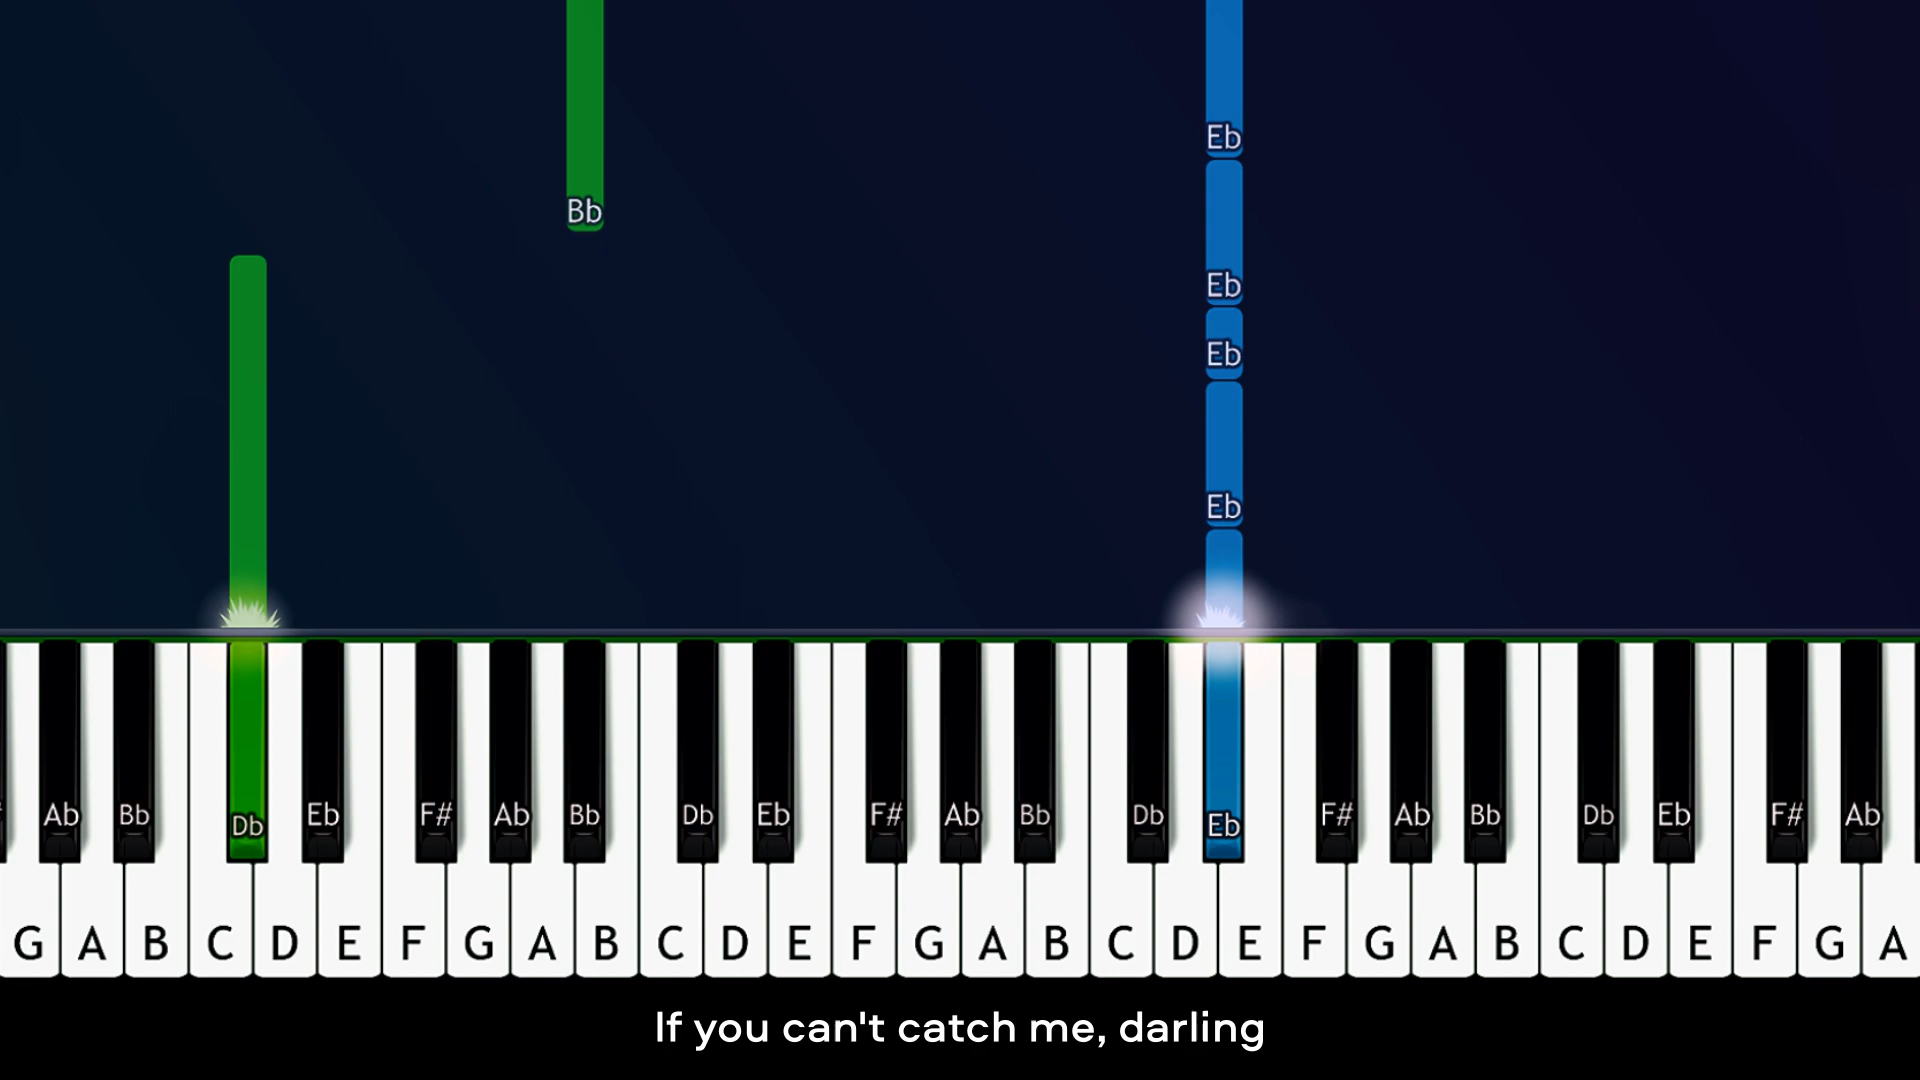 Eb
Bb
Eb
Eb
Eb
Ab Bb Db Eb F# Ab Bb Db Eb F# Ab Bb Db Eb F# Ab Bb Db Eb F# Ab
G A B C D E F G A B C D E F G A B C D E F G A B C D E F G A
If you can't catch me, darling